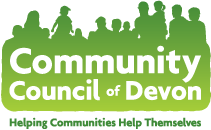 Community
Council of Devon
Helping Communities Help Themselves